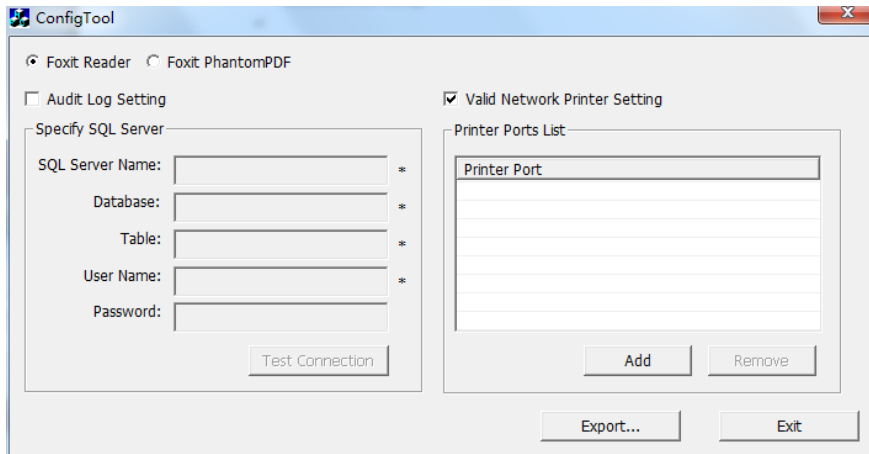 ConfigTool
Foxit Reader Foxit PhantomPDF
Audit Log Setting
Valid Network Printer Setting
Specify SQL Server
SQL Server Name: *
Database: *
Table: *
User Name: *
Password:
Test Connection
Printer Ports List
Printer Port
Add Remove
Export... Exit